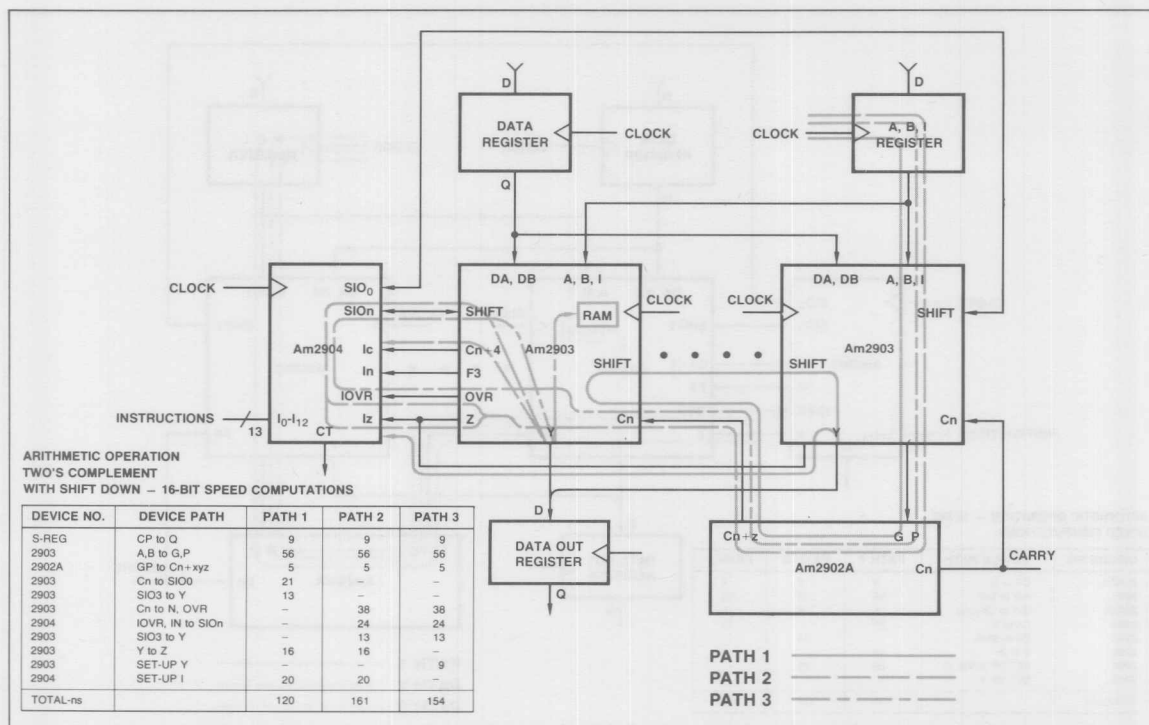 D
D
DATA
REGISTER
CLOCK
CLOCK
A, B, I
REGISTER
Q
DA, DB A, B, I
DA, DB A, B, I
CLOCK
SIO0
SIOn
SHIFT
RAM
CLOCK
CLOCK
SHIFT
Am2904
Ic
Cn+4
Am2903
Am2903
In
F3
SHIFT
SHIFT
IOVR
OVR
INSTRUCTIONS
13
I0-I12
Iz
Z
Y
Cn
Y
Cn
CT
ARITHMETIC OPERATION
TWO'S COMPLEMENT
WITH SHIFT DOWN – 16-BIT SPEED COMPUTATIONS
DEVICE NO. DEVICE PATH PATH 1 PATH 2 PATH 3
S-REG CP to Q 9 9 9
2903 A,B to G,P 56 56 56
2902A GP to Cn+xyz 5 5 5
2903 Cn to SIO0 21 – –
2903 SIO3 to Y 13 – –
2903 Cn to N, OVR – 38 38
2904 IOVR, IN to SIOn – 24 24
2903 SIO3 to Y – 13 13
2903 Y to Z 16 16 –
2903 SET-UP Y – – 9
2904 SET-UP I 20 20 –
TOTAL-ns 120 161 154
D
DATA OUT
REGISTER
Q
Cn+z
G P
Am2902A
Cn
CARRY
PATH 1
PATH 2
PATH 3